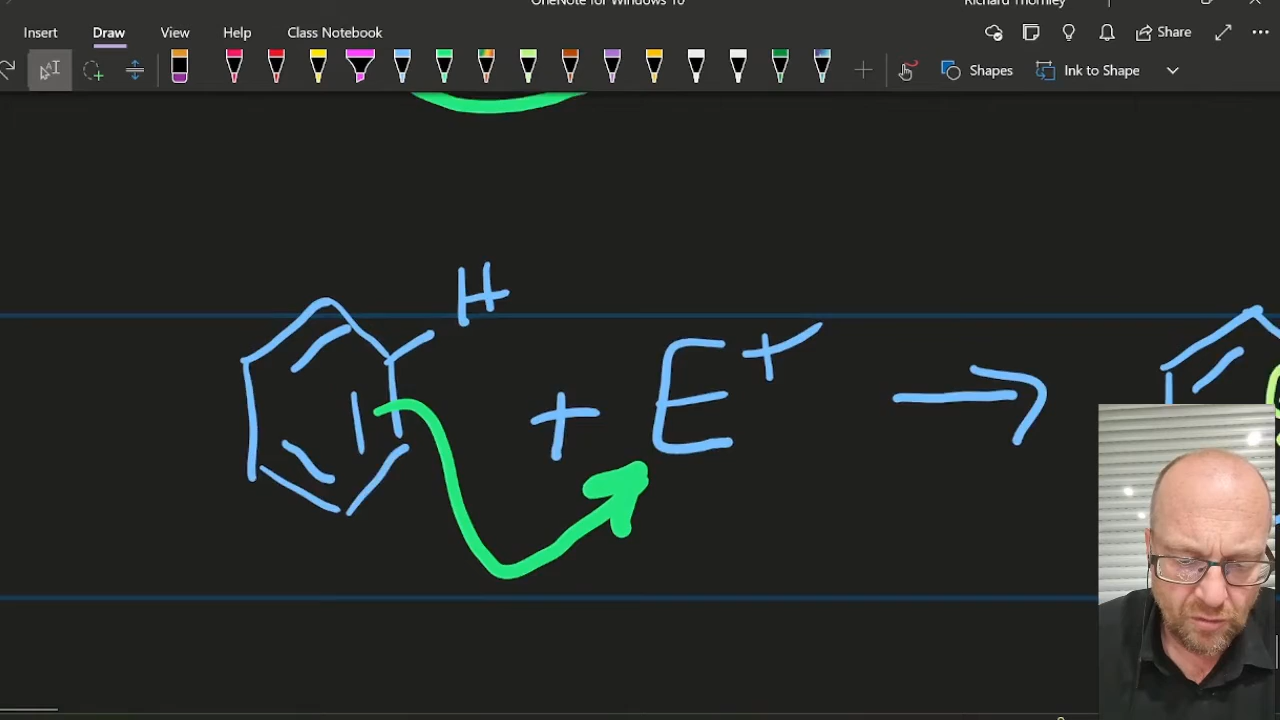 OneNote for Windows 10
Richard Thornley
Insert Draw View Help Class Notebook Share
Shapes Ink to Shape
H
+ E+ →